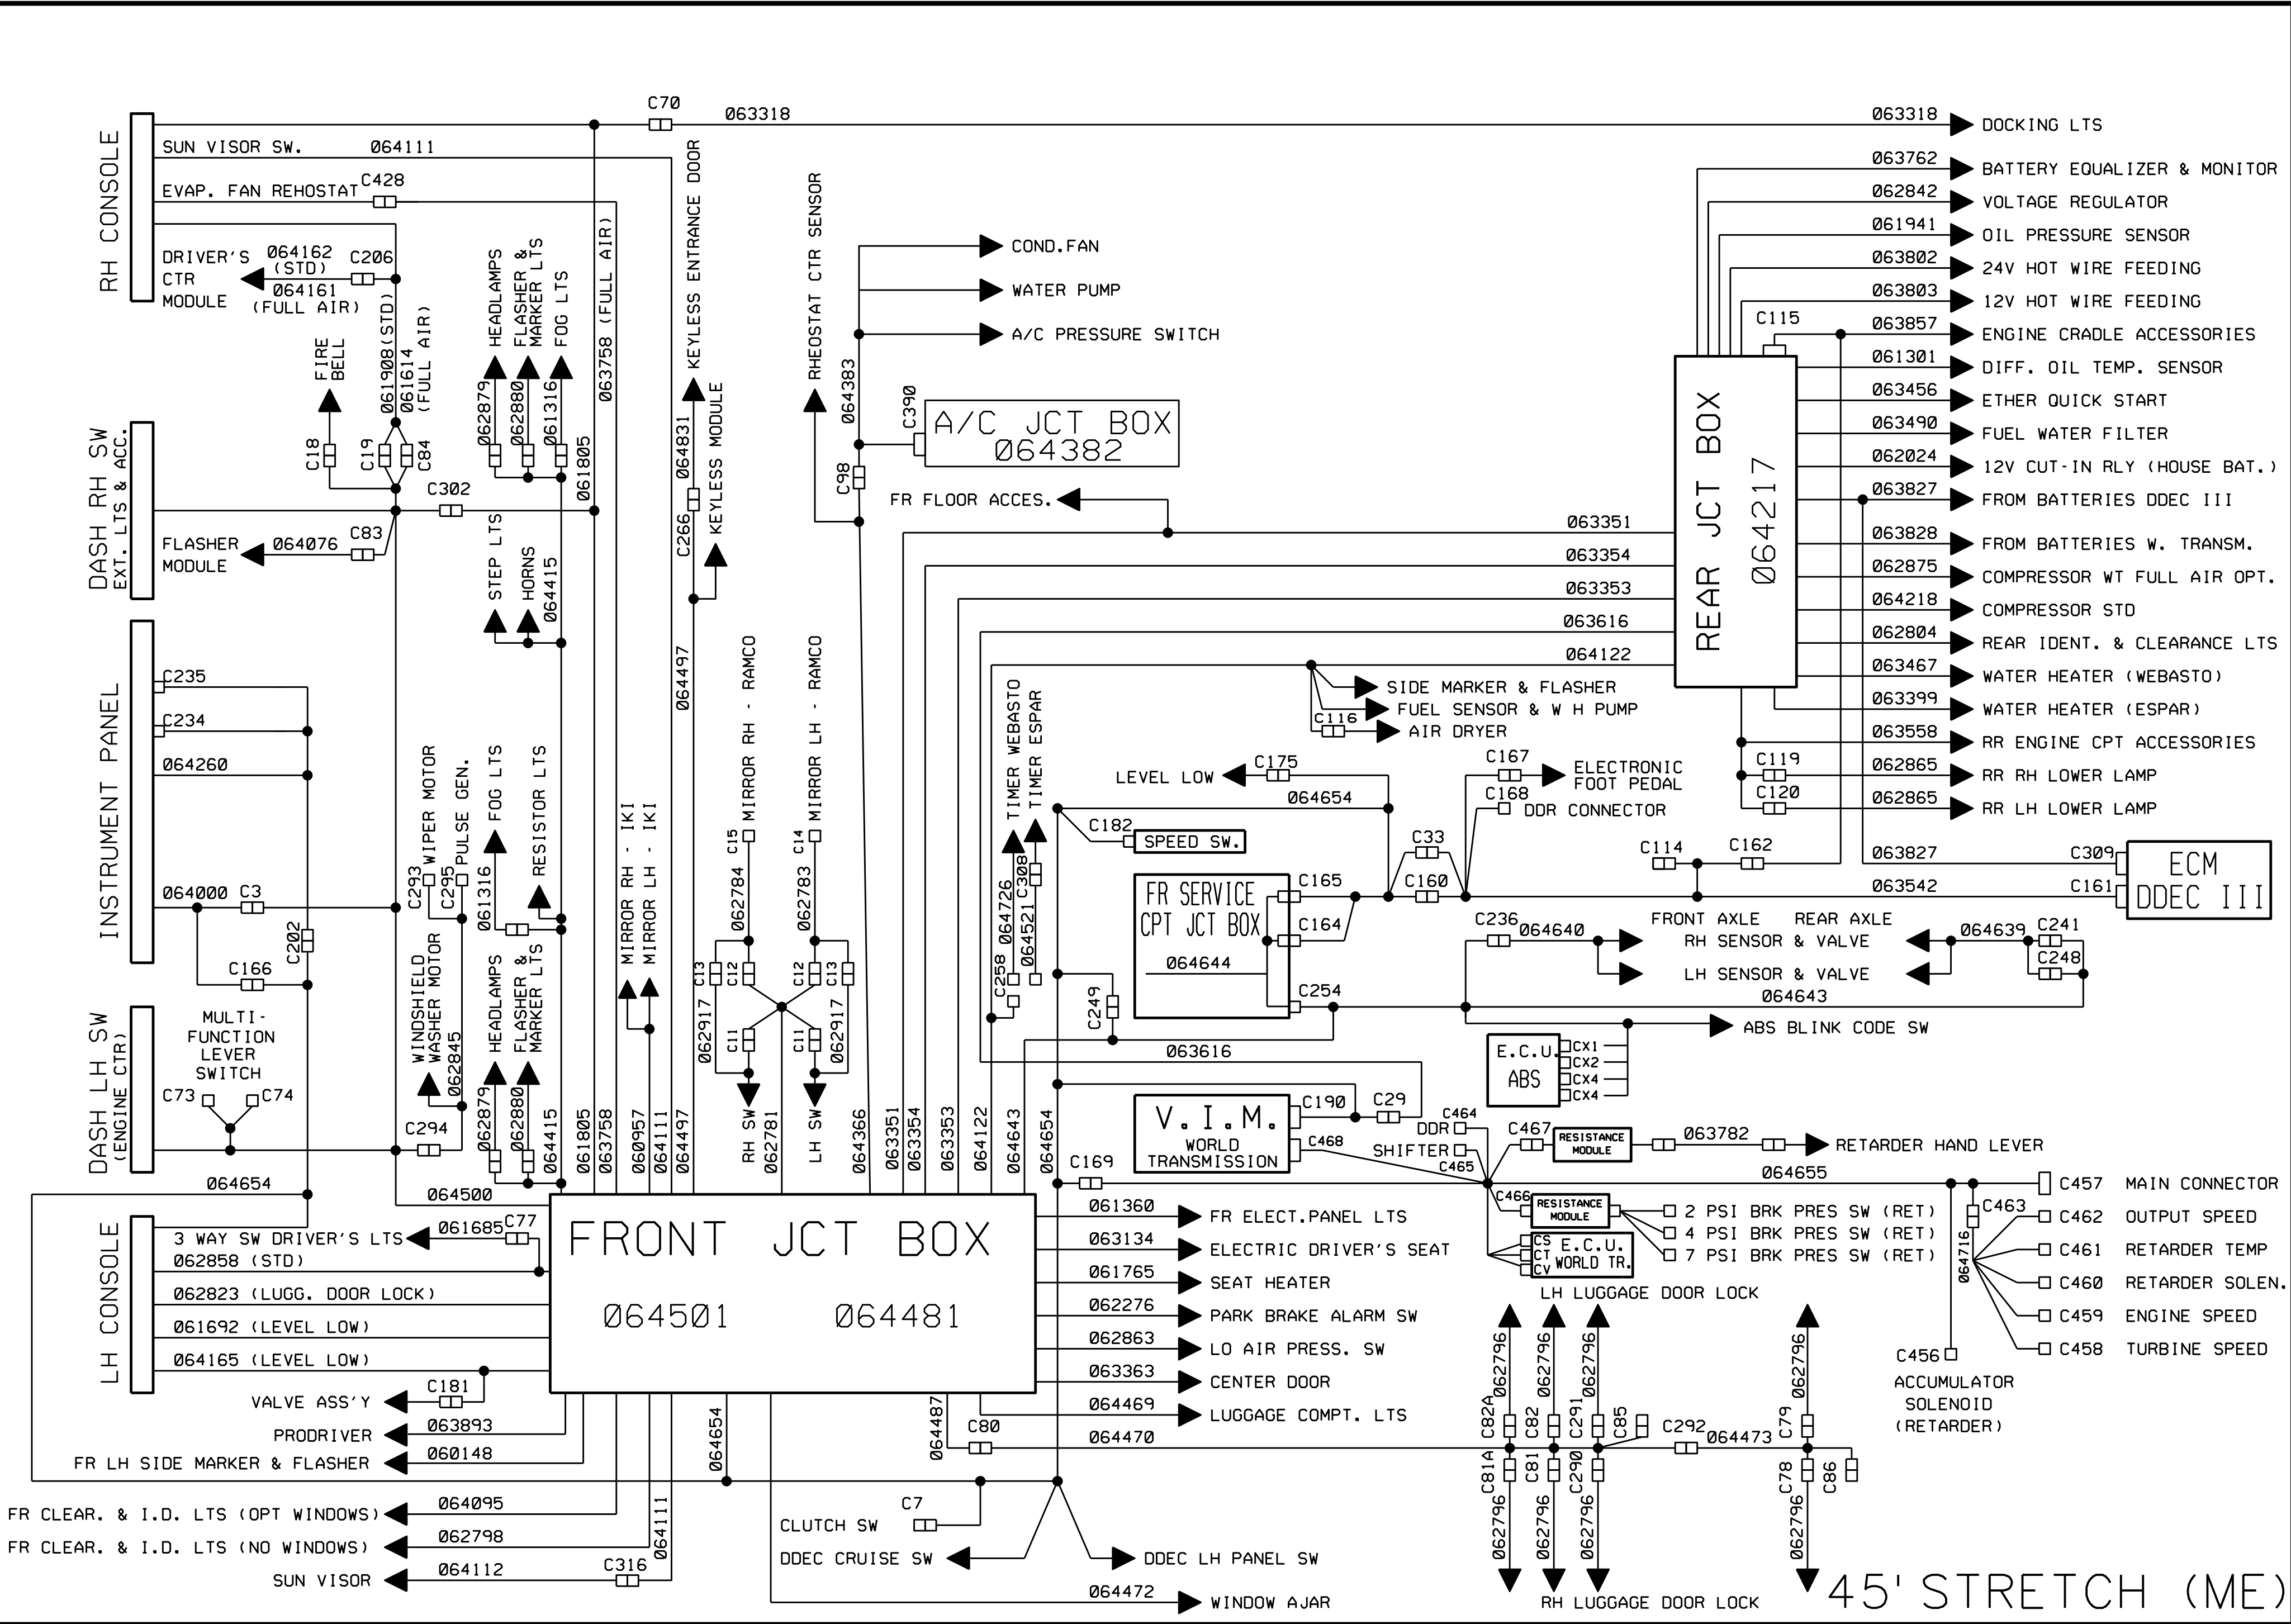 C70
063318
063318
DOCKING LTS
RH CONSOLE
SUN VISOR SW. 064111
EVAP. FAN REHOSTAT C428
DRIVER'S
CTR
MODULE
064162
(STD)
064161
(FULL AIR)
C206
063762
BATTERY EQUALIZER & MONITOR
062842
VOLTAGE REGULATOR
061941
OIL PRESSURE SENSOR
063802
24V HOT WIRE FEEDING
063803
12V HOT WIRE FEEDING
C115
063857
ENGINE CRADLE ACCESSORIES
061301
DIFF. OIL TEMP. SENSOR
063456
ETHER QUICK START
063490
FUEL WATER FILTER
062024
12V CUT-IN RLY (HOUSE BAT.)
063827
FROM BATTERIES DDEC III
063828
FROM BATTERIES W. TRANSM.
062875
COMPRESSOR WT FULL AIR OPT.
064218
COMPRESSOR STD
062804
REAR IDENT. & CLEARANCE LTS
063467
WATER HEATER (WEBASTO)
063399
WATER HEATER (ESPAR)
063558
RR ENGINE CPT ACCESSORIES
C119
062865
RR RH LOWER LAMP
C120
062865
RR LH LOWER LAMP
REAR JCT BOX
064217
FIRE
BELL
061908(STD)
061614
(FULL AIR)
C18
C19
C84
HEADLAMPS
FLASHER &
MARKER LTS
FOG LTS
062879
062880
061316
061805
063758 (FULL AIR)
KEYLESS ENTRANCE DOOR
064831
C266
KEYLESS MODULE
RHEOSTAT CTR SENSOR
COND.FAN
WATER PUMP
A/C PRESSURE SWITCH
064383
C390
A/C JCT BOX
064382
C98
FR FLOOR ACCES.
DASH RH SW
EXT. LTS & ACC.
C302
FLASHER
MODULE
064076
C83
STEP LTS
HORNS
064415
063351
063354
063353
063616
064122
SIDE MARKER & FLASHER
FUEL SENSOR & W H PUMP
C116
AIR DRYER
INSTRUMENT PANEL
C235
C234
064260
064000 C3
C202
C166
WIPER MOTOR
PULSE GEN.
C293
C295
WINDSHIELD
WASHER MOTOR
062845
FOG LTS
061316
RESISTOR LTS
HEADLAMPS
FLASHER &
MARKER LTS
062879
062880
064415
MIRROR RH - IKI
MIRROR LH - IKI
064497
MIRROR RH - RAMCO
C15
062784
MIRROR LH - RAMCO
C14
062783
C13
C12
C12
C13
062917
C11
C11
062917
RH SW
LH SW
TIMER WEBASTO
TIMER ESPAR
064726
C308
064521
C258
LEVEL LOW
C175
064654
C182
SPEED SW.
C167
ELECTRONIC
FOOT PEDAL
C168
DDR CONNECTOR
C33
C160
FR SERVICE
CPT JCT BOX
064644
C165
C164
C254
C249
C114
C162
063827
C309
063542
C161
ECM
DDEC III
FRONT AXLE REAR AXLE
C236
064640
RH SENSOR & VALVE
LH SENSOR & VALVE
064639
C241
C248
064643
ABS BLINK CODE SW
E.C.U.
ABS
CX1
CX2
CX4
CX4
063616
DASH LH SW
(ENGINE CTR)
MULTI-
FUNCTION
LEVER
SWITCH
C73
C74
C294
064654
064500
061805
063758
060957
064111
064497
062781
064366
063351
063354
063353
064122
064643
064654
V.I.M.
WORLD
TRANSMISSION
C190
C29
C468
C464
DDR
SHIFTER
C465
C467
RESISTANCE
MODULE
063782
RETARDER HAND LEVER
C169
064655
C466
RESISTANCE
MODULE
2 PSI BRK PRES SW (RET)
4 PSI BRK PRES SW (RET)
7 PSI BRK PRES SW (RET)
CS
CT
CV
E.C.U.
WORLD TR.
C457 MAIN CONNECTOR
C463
C462 OUTPUT SPEED
064716
C461 RETARDER TEMP
C460 RETARDER SOLEN.
C459 ENGINE SPEED
C458 TURBINE SPEED
C456
ACCUMULATOR
SOLENOID
(RETARDER)
LH CONSOLE
3 WAY SW DRIVER'S LTS
061685
C77
062858 (STD)
062823 (LUGG. DOOR LOCK)
061692 (LEVEL LOW)
064165 (LEVEL LOW)
VALVE ASS'Y
C181
PRODRIVER
063893
FR LH SIDE MARKER & FLASHER
060148
FR CLEAR. & I.D. LTS (OPT WINDOWS)
064095
FR CLEAR. & I.D. LTS (NO WINDOWS)
062798
SUN VISOR
064112
C316
064111
FRONT JCT BOX
064501 064481
061360
FR ELECT.PANEL LTS
063134
ELECTRIC DRIVER'S SEAT
061765
SEAT HEATER
062276
PARK BRAKE ALARM SW
062863
LO AIR PRESS. SW
063363
CENTER DOOR
064469
LUGGAGE COMPT. LTS
064654
064487
C80
064470
C7
CLUTCH SW
DDEC CRUISE SW
DDEC LH PANEL SW
064472
WINDOW AJAR
LH LUGGAGE DOOR LOCK
062796
062796
062796
062796
C82A
C82
C291
C85
C292
064473
C79
C81A
C81
C290
C78
C86
062796
062796
062796
062796
RH LUGGAGE DOOR LOCK
45' STRETCH (ME)